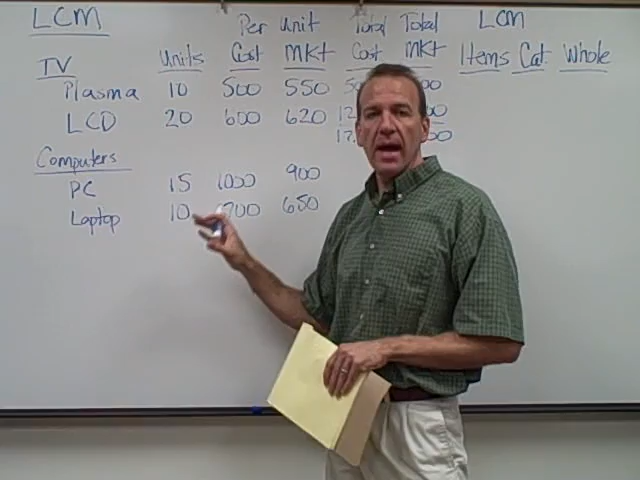 LCM Per Unit Total Total LCM
Units Cost Mkt Cost Mkt Items Cat. Whole
TV
Plasma 10 500 550
LCD 20 600 620
Computers
PC 15 1000 900
Laptop 10 700 650